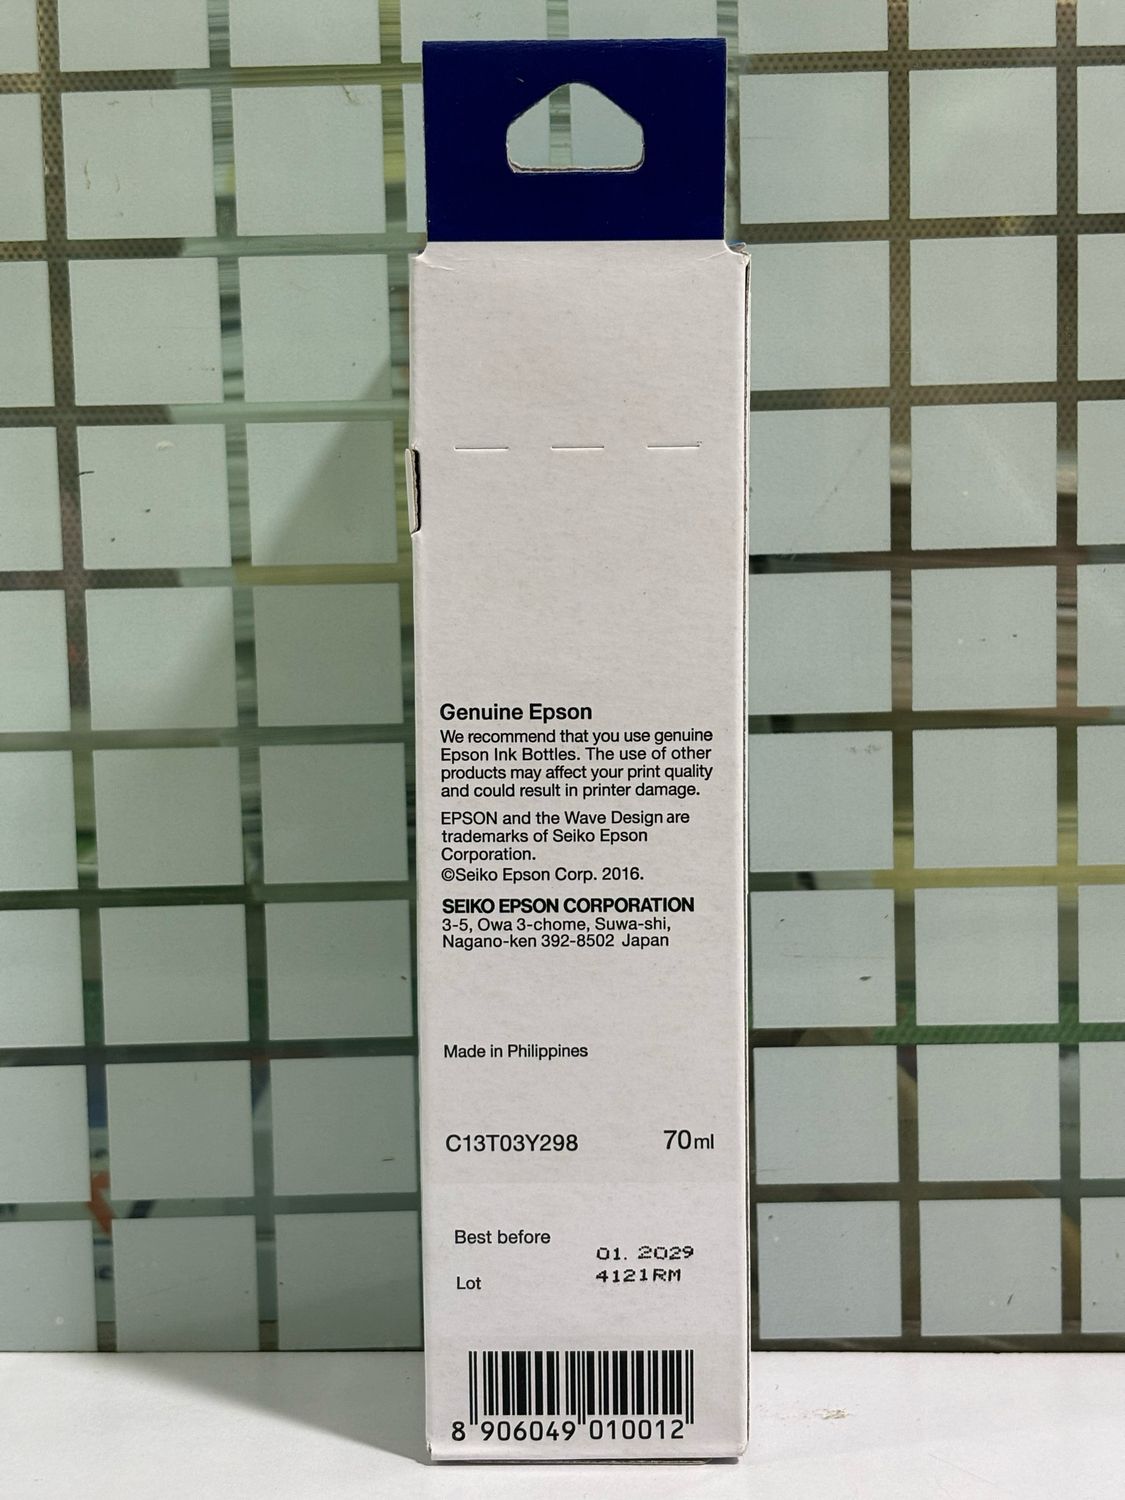 Genuine Epson
We recommend that you use genuine
Epson Ink Bottles. The use of other
products may affect your print quality
and could result in printer damage.
EPSON and the Wave Design are
trademarks of Seiko Epson
Corporation.
©Seiko Epson Corp. 2016.
SEIKO EPSON CORPORATION
3-5, Owa 3-chome, Suwa-shi,
Nagano-ken 392-8502 Japan
Made in Philippines
C13T03Y298 70ml
Best before 01. 2029
Lot 4121RM
8 906049 010012